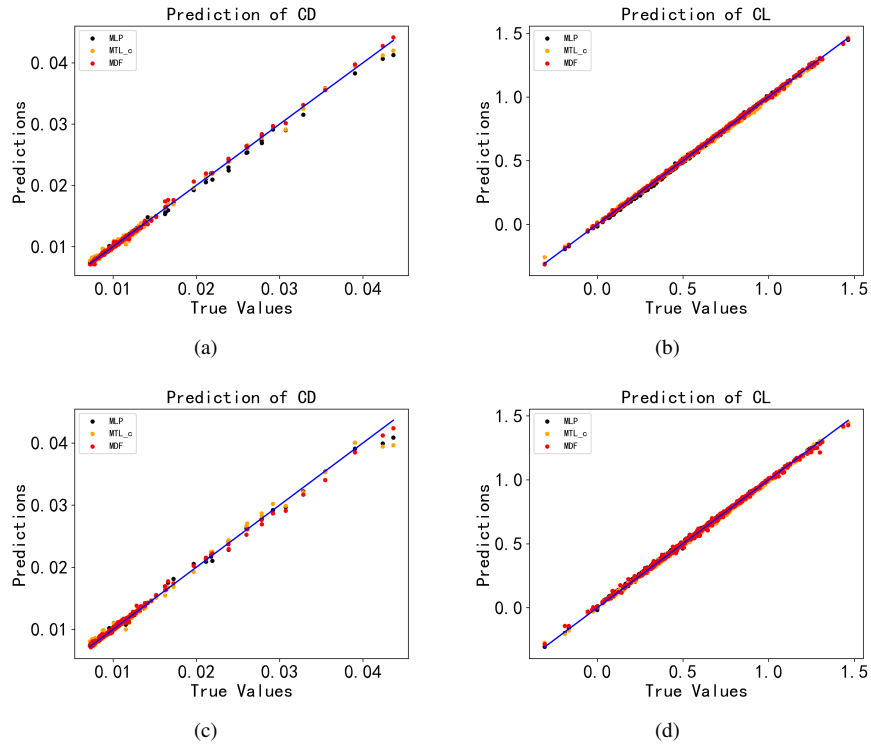 Prediction of CD
MLP
MTL_c
MDF
0.04
0.03
0.02
0.01
Predictions
0.01 0.02 0.03 0.04
True Values
(a)
Prediction of CL
MLP
MTL_c
MDF
1.5
1.0
0.5
0.0
Predictions
0.0 0.5 1.0 1.5
True Values
(b)
Prediction of CD
MLP
MTL_c
MDF
0.04
0.03
0.02
0.01
Predictions
0.01 0.02 0.03 0.04
True Values
(c)
Prediction of CL
MLP
MTL_c
MDF
1.5
1.0
0.5
0.0
Predictions
0.0 0.5 1.0 1.5
True Values
(d)